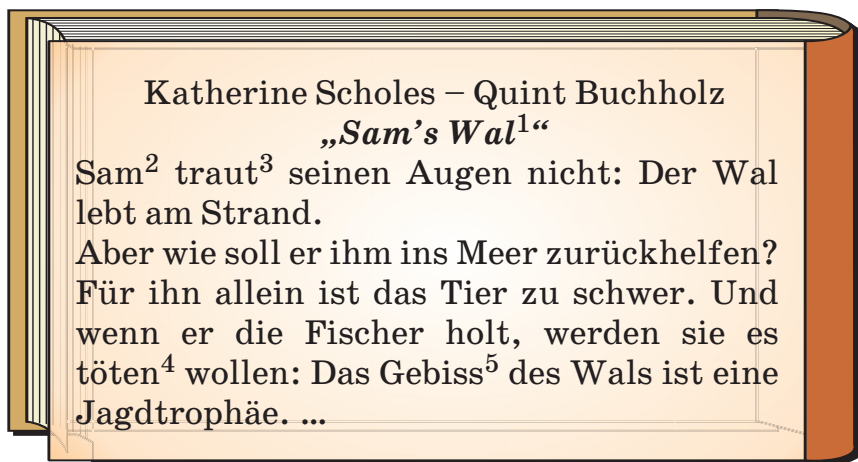 Katherine Scholes – Quint Buchholz
„Sam’s Wal¹“
Sam² traut³ seinen Augen nicht: Der Wal
lebt am Strand.
Aber wie soll er ihm ins Meer zurückhelfen?
Für ihn allein ist das Tier zu schwer. Und
wenn er die Fischer holt, werden sie es
töten⁴ wollen: Das Gebiss⁵ des Wals ist eine
Jagdtrophäe. ...